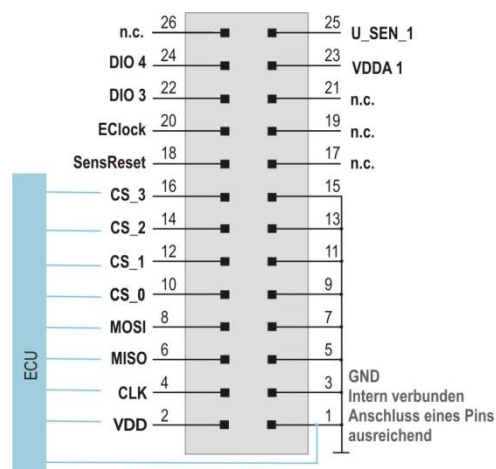 n.c. 26 25 U_SEN_1
DIO 4 24 23 VDDA 1
DIO 3 22 21 n.c.
EClock 20 19 n.c.
SensReset 18 17 n.c.
CS_3 16 15
CS_2 14 13
CS_1 12 11
CS_0 10 9
MOSI 8 7
MISO 6 5
CLK 4 3
VDD 2 1
GND
Intern verbunden
Anschluss eines Pins
ausreichend
ECU